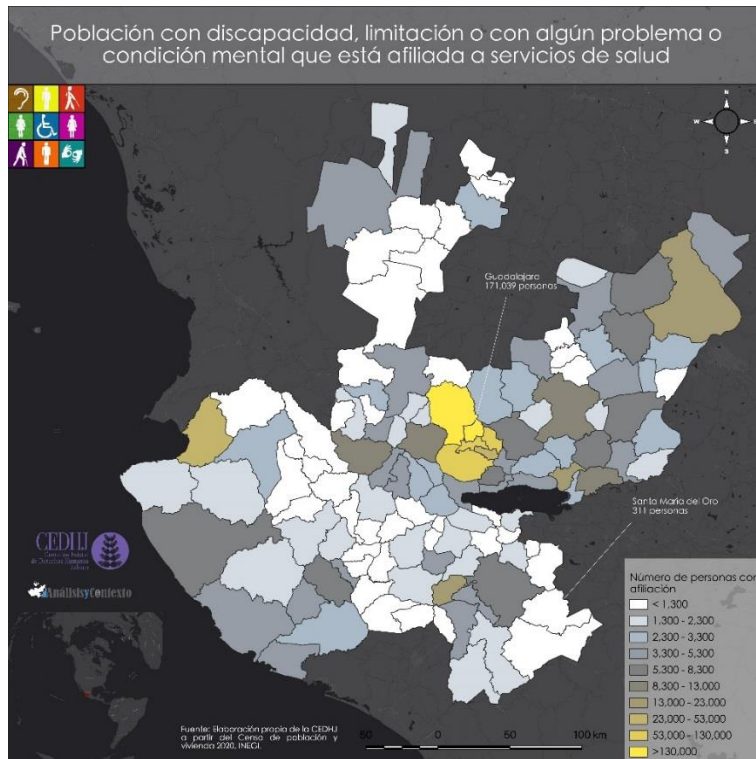 Población con discapacidad, limitación o con algún problema o
condición mental que está afiliada a servicios de salud
N
W
E
S
Guadalajara
171,039 personas
Santa María del Oro
311 personas
CEDHJ
AnálisisyContexto
Número de personas con
afiliación
< 1,300
1,300 - 2,300
2,300 - 3,300
3,300 - 5,300
5,300 - 8,300
8,300 - 13,000
13,000 - 23,000
23,000 - 53,000
53,000 - 130,000
>130,000
Fuente: Elaboración propia de la CEDHJ
a partir del Censo de población y
vivienda 2020, INEGI.
50 0 50 100 km